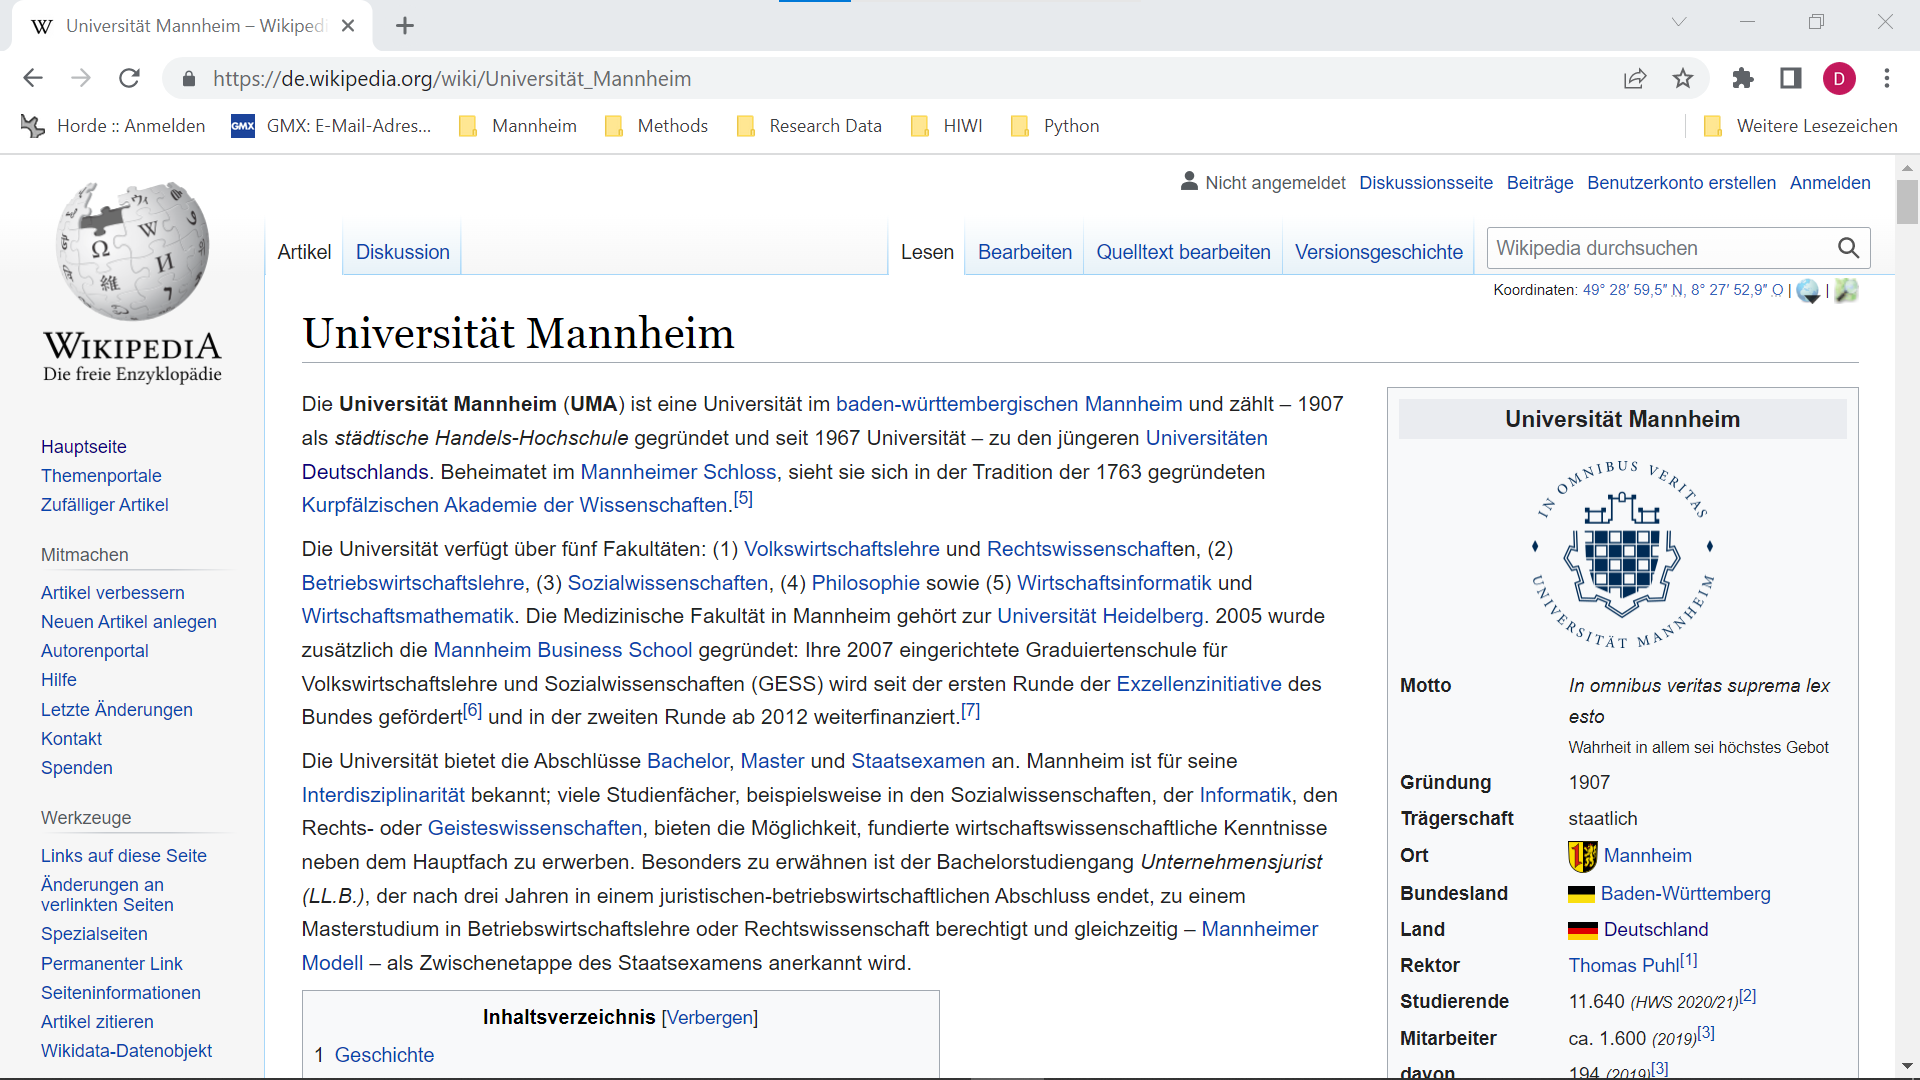 Universität Mannheim – Wikipedi
https://de.wikipedia.org/wiki/Universität_Mannheim
D
Horde :: Anmelden
GMX
GMX: E-Mail-Adres...
Mannheim
Methods
Research Data
HIWI
Python
Weitere Lesezeichen
Nicht angemeldet Diskussionsseite Beiträge Benutzerkonto erstellen Anmelden
Artikel Diskussion Lesen Bearbeiten Quelltext bearbeiten Versionsgeschichte
Wikipedia durchsuchen
Koordinaten: 49° 28′ 59,5″ N, 8° 27′ 52,9″ O | |
WIKIPEDIA
Die freie Enzyklopädie
Hauptseite
Themenportale
Zufälliger Artikel
Mitmachen
Artikel verbessern
Neuen Artikel anlegen
Autorenportal
Hilfe
Letzte Änderungen
Kontakt
Spenden
Werkzeuge
Links auf diese Seite
Änderungen an
verlinkten Seiten
Spezialseiten
Permanenter Link
Seiteninformationen
Artikel zitieren
Wikidata-Datenobjekt
Universität Mannheim
Die Universität Mannheim (UMA) ist eine Universität im baden-württembergischen Mannheim und zählt – 1907
als städtische Handels-Hochschule gegründet und seit 1967 Universität – zu den jüngeren Universitäten
Deutschlands. Beheimatet im Mannheimer Schloss, sieht sie sich in der Tradition der 1763 gegründeten
Kurpfälzischen Akademie der Wissenschaften.[5]
Die Universität verfügt über fünf Fakultäten: (1) Volkswirtschaftslehre und Rechtswissenschaften, (2)
Betriebswirtschaftslehre, (3) Sozialwissenschaften, (4) Philosophie sowie (5) Wirtschaftsinformatik und
Wirtschaftsmathematik. Die Medizinische Fakultät in Mannheim gehört zur Universität Heidelberg. 2005 wurde
zusätzlich die Mannheim Business School gegründet: Ihre 2007 eingerichtete Graduiertenschule für
Volkswirtschaftslehre und Sozialwissenschaften (GESS) wird seit der ersten Runde der Exzellenzinitiative des
Bundes gefördert[6] und in der zweiten Runde ab 2012 weiterfinanziert.[7]
Die Universität bietet die Abschlüsse Bachelor, Master und Staatsexamen an. Mannheim ist für seine
Interdisziplinarität bekannt; viele Studienfächer, beispielsweise in den Sozialwissenschaften, der Informatik, den
Rechts- oder Geisteswissenschaften, bieten die Möglichkeit, fundierte wirtschaftswissenschaftliche Kenntnisse
neben dem Hauptfach zu erwerben. Besonders zu erwähnen ist der Bachelorstudiengang Unternehmensjurist
(LL.B.), der nach drei Jahren in einem juristischen-betriebswirtschaftlichen Abschluss endet, zu einem
Masterstudium in Betriebswirtschaftslehre oder Rechtswissenschaft berechtigt und gleichzeitig – Mannheimer
Modell – als Zwischenetappe des Staatsexamens anerkannt wird.
Inhaltsverzeichnis [Verbergen]
1 Geschichte
Universität Mannheim
IN OMNIBUS VERITAS
UNIVERSITÄT MANNHEIM
Motto In omnibus veritas suprema lex
esto
Wahrheit in allem sei höchstes Gebot
Gründung 1907
Trägerschaft staatlich
Ort Mannheim
Bundesland Baden-Württemberg
Land Deutschland
Rektor Thomas Puhl[1]
Studierende 11.640 (HWS 2020/21)[2]
Mitarbeiter ca. 1.600 (2019)[3]
davon 194 (2019)[3]